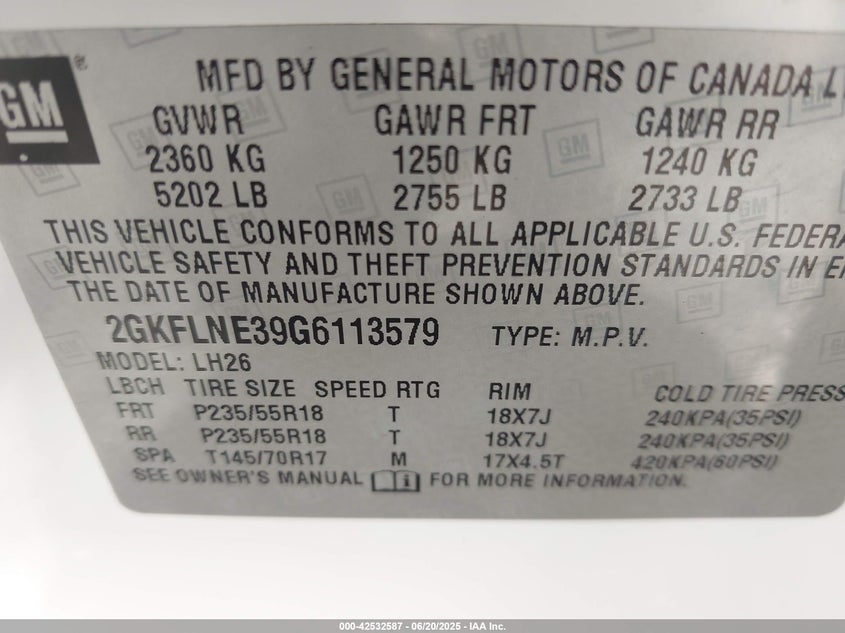 GM ®
MFD BY GENERAL MOTORS OF CANADA
GVWR GAWR FRT GAWR RR
2360 KG 1250 KG 1240 KG
5202 LB 2755 LB 2733 LB
THIS VEHICLE CONFORMS TO ALL APPLICABLE U.S.
VEHICLE SAFETY AND THEFT PREVENTION STANDARDS IN
THE DATE OF MANUFACTURE SHOWN ABOVE.
2GKFLNE39G6113579 TYPE: M.P.V.
MODEL: LH26
LBCH TIRE SIZE SPEED RTG RIM COLD TIRE PRESS
FRT P235/55R18 T 18X7J 240KPA(35PSI)
RR P235/55R18 T 18X7J 240KPA(35PSI)
SPA T145/70R17 M 17X4.5T 420KPA(60PSI)
SEE OWNER'S MANUAL FOR MORE INFORMATION.
000-42532587 - 06/20/2025 - IAA Inc.